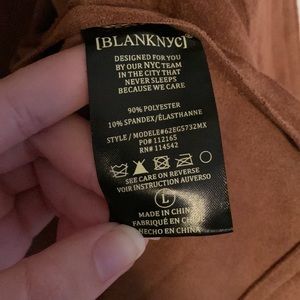 [BLANKNYC]
DESIGNED FOR YOU
BY OUR NYC TEAM
IN THE CITY THAT
NEVER SLEEPS
BECAUSE WE CARE
90% POLYESTER
10% SPANDEX/ÉLASTHANNE
STYLE / MODELE#62EG5732MX
PO# 112165
RN# 114542
SEE CARE ON REVERSE
VOIR INSTRUCTION AU VERSO
L
MADE IN CHINA
FABRIQUÉ EN CHINE
HECHO EN CHINA